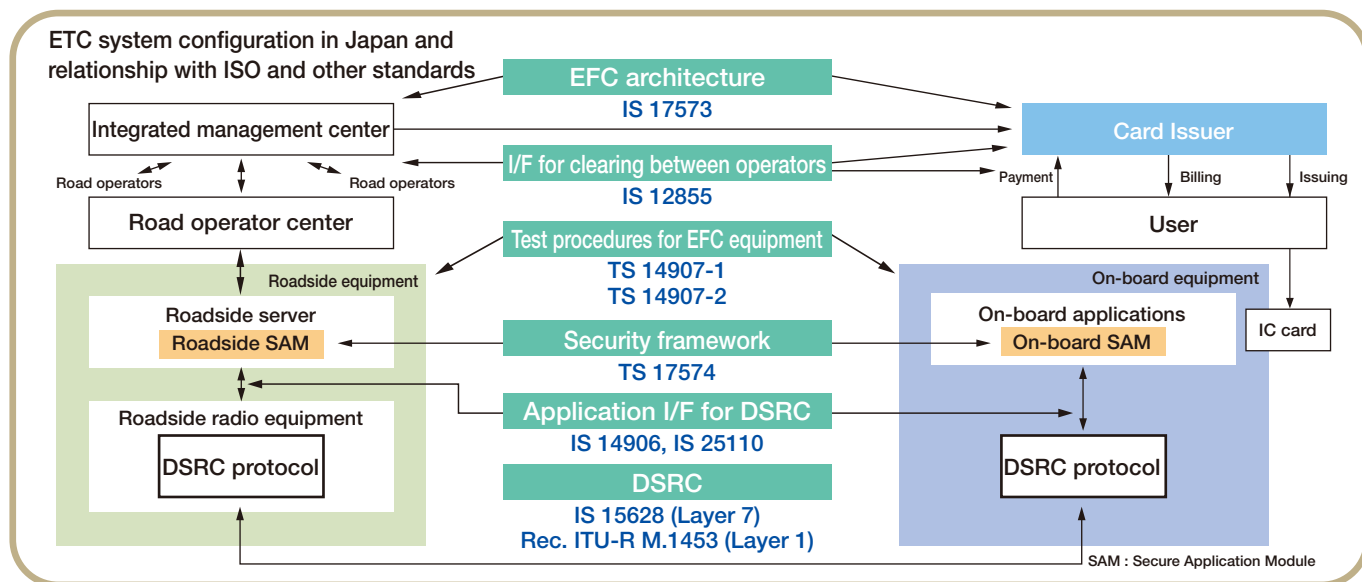 ETC system configuration in Japan and
relationship with ISO and other standards
EFC architecture
IS 17573
Integrated management center
Card Issuer
I/F for clearing between operators
IS 12855
Road operators
Road operators
Payment
Billing
Issuing
Road operator center
User
Test procedures for EFC equipment
TS 14907-1
TS 14907-2
Roadside equipment
On-board equipment
Roadside server
Roadside SAM
On-board applications
On-board SAM
IC card
Security framework
TS 17574
Application I/F for DSRC
IS 14906, IS 25110
Roadside radio equipment
DSRC protocol
DSRC protocol
DSRC
IS 15628 (Layer 7)
Rec. ITU-R M.1453 (Layer 1)
SAM : Secure Application Module